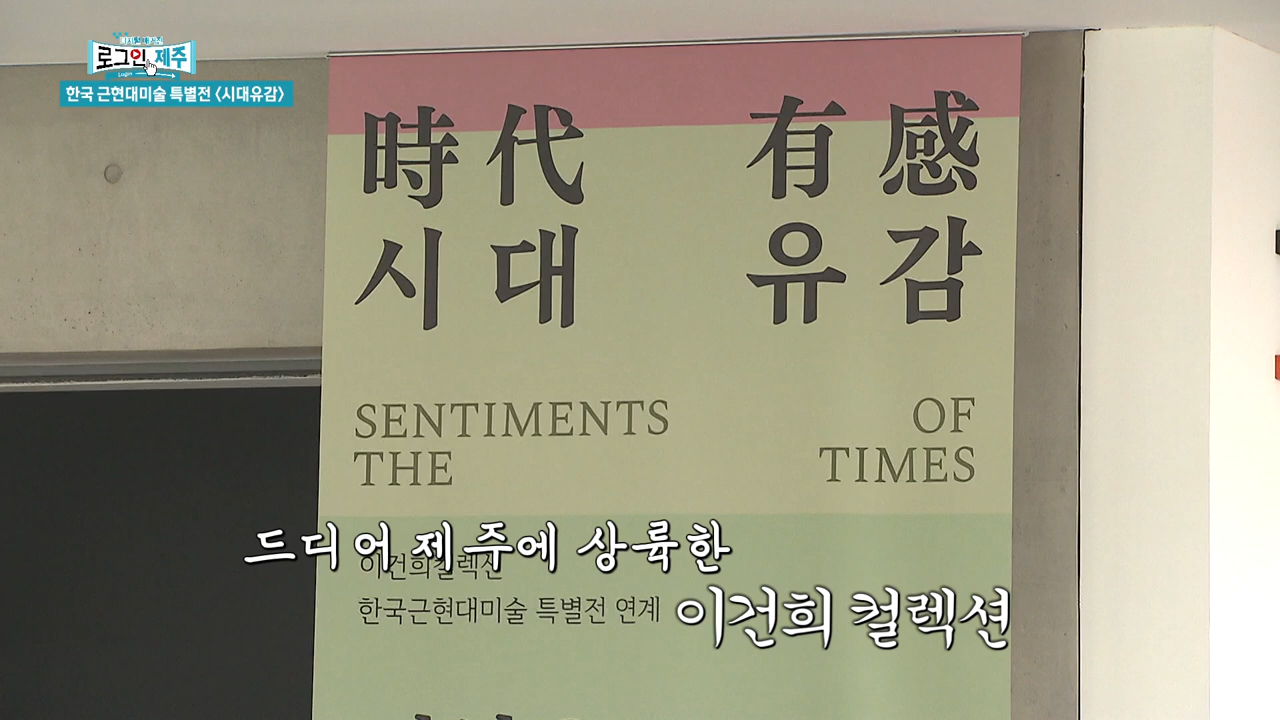 로그인 제주
Login
한국 근현대미술 특별전 〈시대유감〉
時代 有感
시대 유감
SENTIMENTS OF
THE TIMES
드디어 제주에 상륙한
이건희컬렉션
한국근현대미술 특별전 연계
이건희 컬렉션